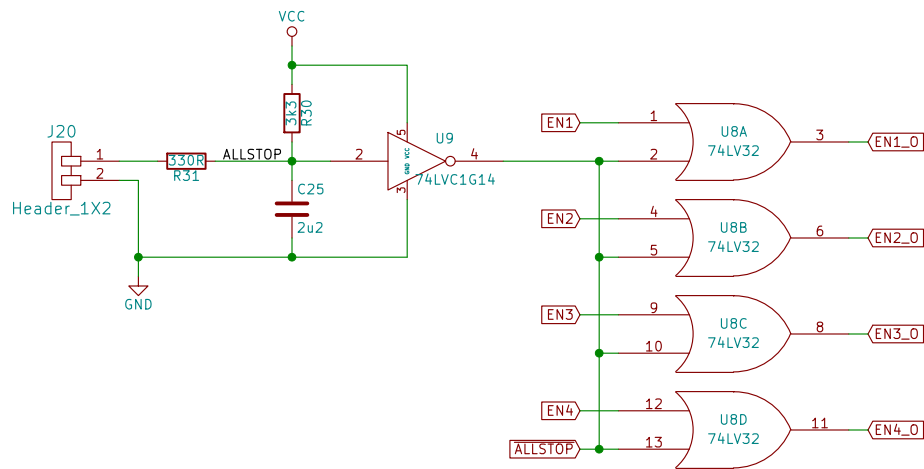 VCC
J20
1
2
Header_1X2
330R
R31
ALLSTOP
3k3
R30
C25
2u2
GND
2
5
GND VCC
3
U9
4
74LVC1G14
EN1
1
2
U8A
74LV32
3
EN1_O
EN2
4
5
U8B
74LV32
6
EN2_O
EN3
9
10
U8C
74LV32
8
EN3_O
EN4
12
ALLSTOP
13
U8D
74LV32
11
EN4_O